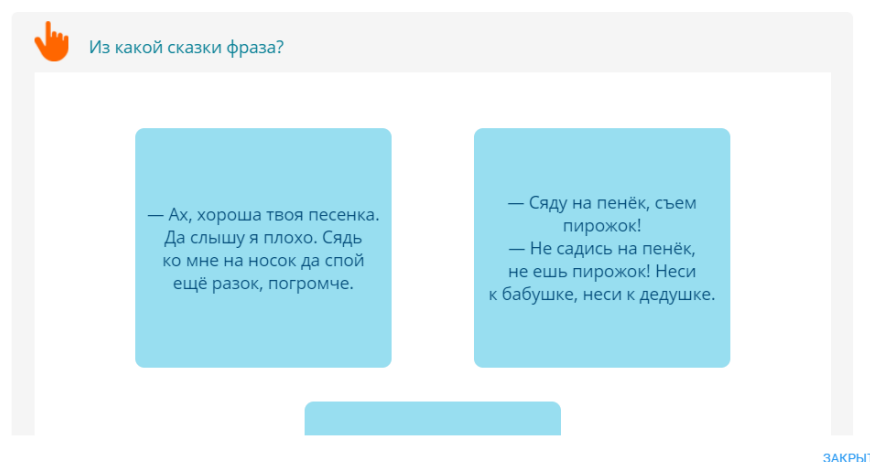 Из какой сказки фраза?
— Ах, хороша твоя песенка.
Да слышу я плохо. Сядь
ко мне на носок да спой
ещё разок, погромче.
— Сяду на пенёк, съем
пирожок!
— Не садись на пенёк,
не ешь пирожок! Неси
к бабушке, неси к дедушке.